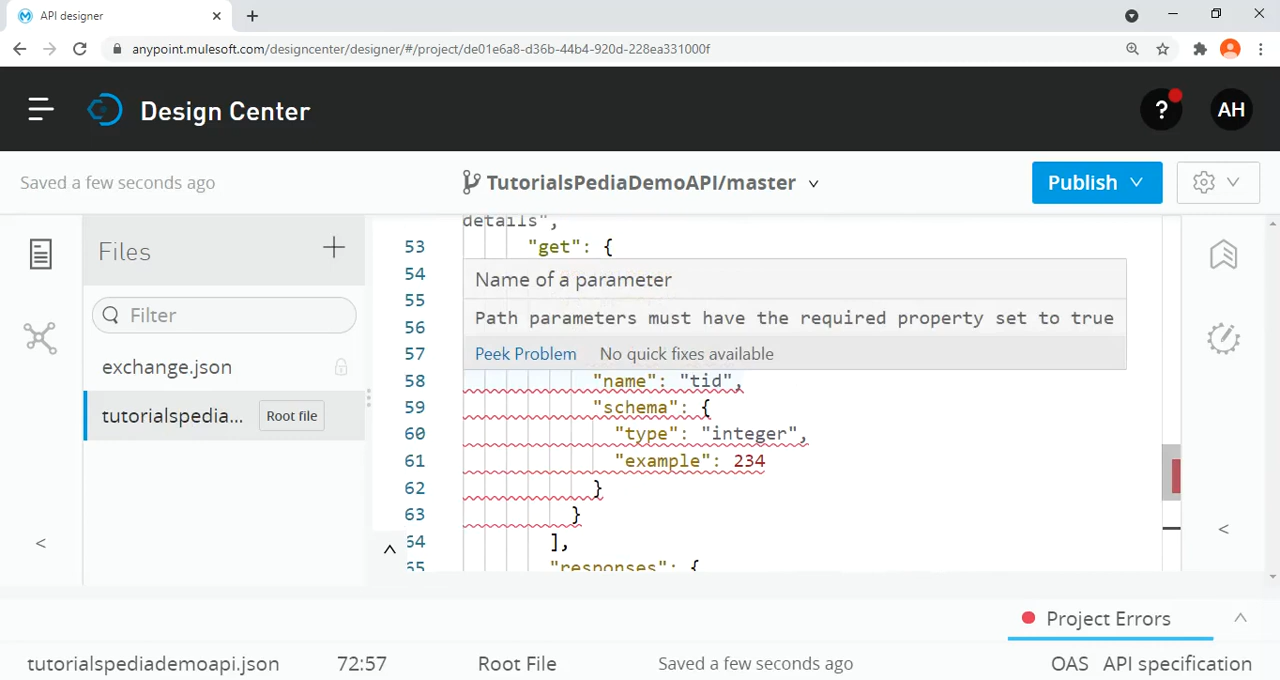 API designer
anypoint.mulesoft.com/designcenter/designer/#/project/de01e6a8-d36b-44b4-920d-228ea331000f
Design Center
?
AH
Saved a few seconds ago
TutorialsPediaDemoAPI/master
Publish
Files
Filter
exchange.json
tutorialspedia...
Root file
details",
53 "get": {
54
55
56
57
Name of a parameter
Path parameters must have the required property set to true
Peek Problem No quick fixes available
58 "name": "tid",
59 "schema": {
60 "type": "integer",
61 "example": 234
62 }
63 }
64 ],
65 "responses": {
Project Errors
tutorialspediademoapi.json 72:57 Root File Saved a few seconds ago OAS API specification